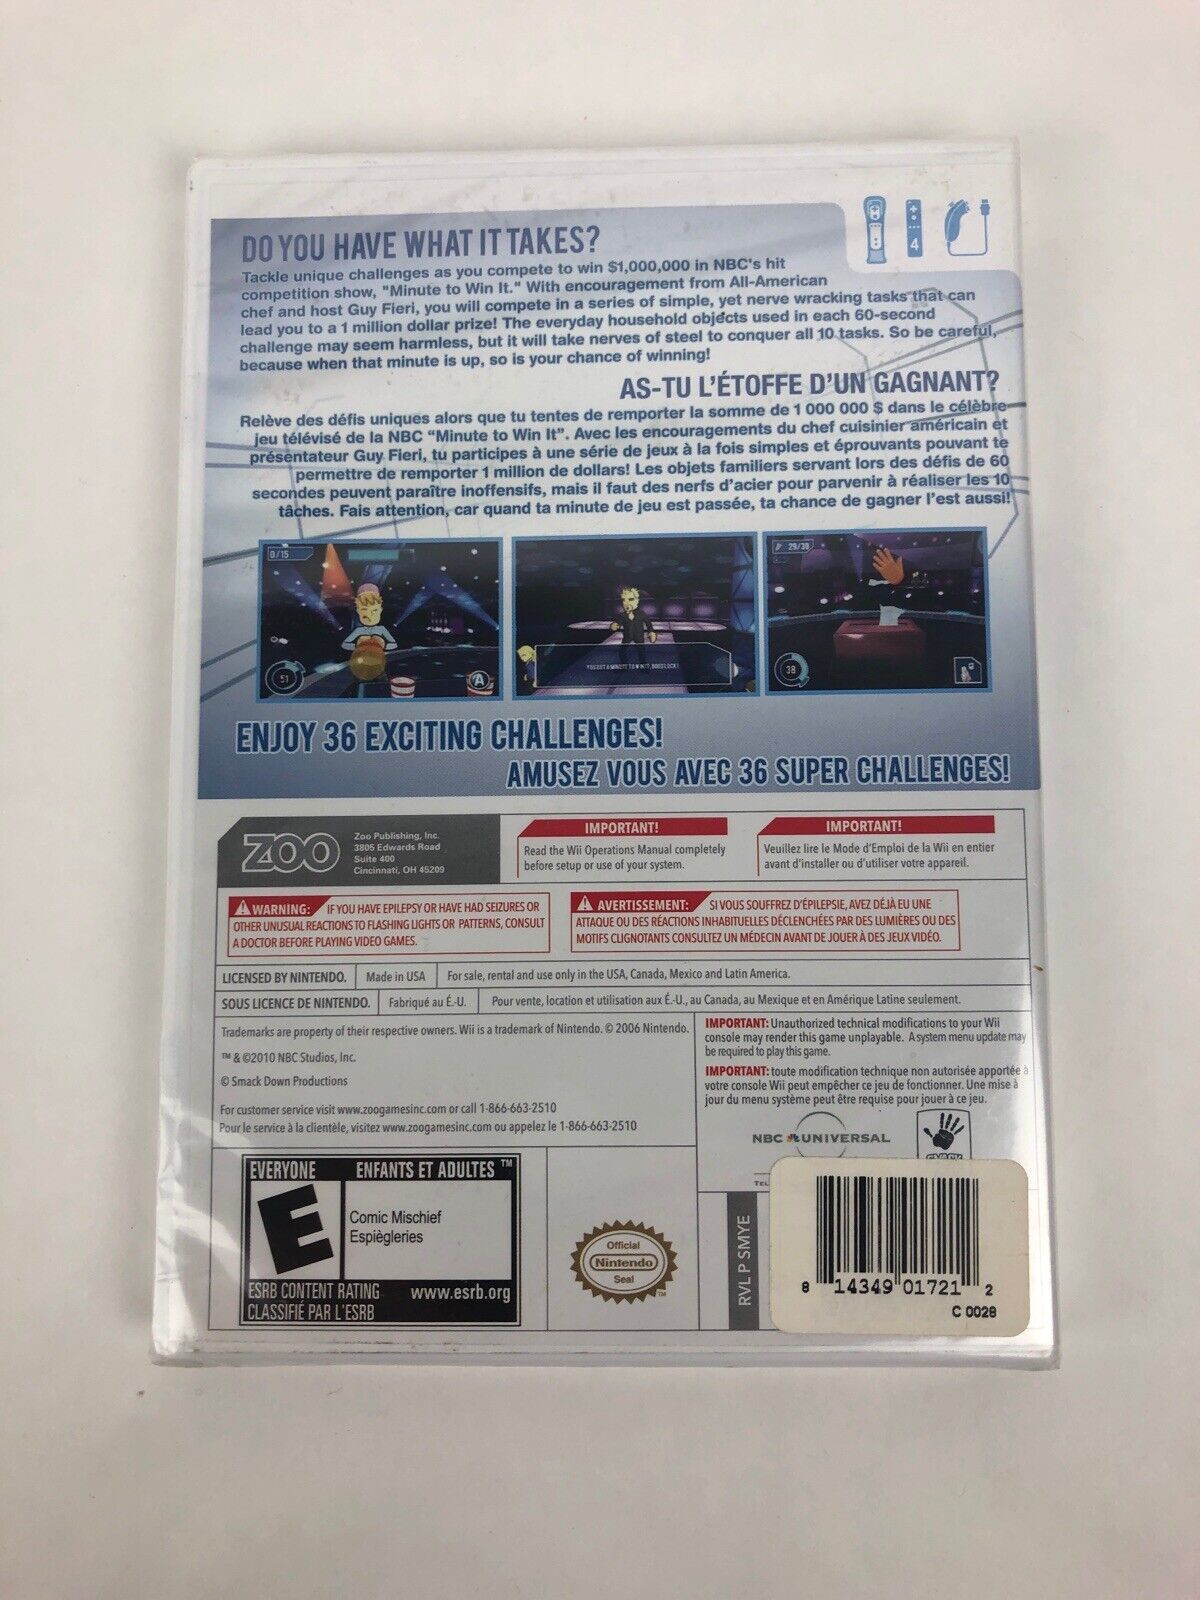 4
DO YOU HAVE WHAT IT TAKES?
Tackle unique challenges as you compete to win $1,000,000 in NBC's hit
competition show, "Minute to Win It." With encouragement from All-American
chef and host Guy Fieri, you will compete in a series of simple, yet nerve wracking tasks that can
lead you to a 1 million dollar prize! The everyday household objects used in each 60-second
challenge may seem harmless, but it will take nerves of steel to conquer all 10 tasks. So be careful,
because when that minute is up, so is your chance of winning!
AS-TU L'ÉTOFFE D'UN GAGNANT?
Relève des défis uniques alors que tu tentes de remporter la somme de 1 000 000 $ dans le célèbre
jeu télévisé de la NBC “Minute to Win It”. Avec les encouragements du chef cuisinier américain et
présentateur Guy Fieri, tu participes à une série de jeux à la fois simples et éprouvants pouvant te
permettre de remporter 1 million de dollars! Les objets familiers servant lors des défis de 60
secondes peuvent paraître inoffensifs, mais il faut des nerfs d'acier pour parvenir à réaliser les 10
tâches. Fais attention, car quand ta minute de jeu est passée, ta chance de gagner l'est aussi!
0/15
51
A
YOU GOT A MINUTE TO WIN IT, GOOD LUCK!
29/30
38
ENJOY 36 EXCITING CHALLENGES!
AMUSEZ VOUS AVEC 36 SUPER CHALLENGES!
ZOO
Zoo Publishing, Inc.
3805 Edwards Road
Suite 400
Cincinnati, OH 45209
IMPORTANT!
Read the Wii Operations Manual completely
before setup or use of your system.
IMPORTANT!
Veuillez lire le Mode d'Emploi de la Wii en entier
avant d'installer ou d'utiliser votre appareil.
WARNING: IF YOU HAVE EPILEPSY OR HAVE HAD SEIZURES OR
OTHER UNUSUAL REACTIONS TO FLASHING LIGHTS OR PATTERNS, CONSULT
A DOCTOR BEFORE PLAYING VIDEO GAMES.
AVERTISSEMENT: SI VOUS SOUFFREZ D'ÉPILEPSIE, AVEZ DÉJÀ EU UNE
ATTAQUE OU DES RÉACTIONS INHABITUELLES DÉCLENCHÉES PAR DES LUMIÈRES OU DES
MOTIFS CLIGNOTANTS CONSULTEZ UN MÉDECIN AVANT DE JOUER À DES JEUX VIDÉO.
LICENSED BY NINTENDO. Made in USA For sale, rental and use only in the USA, Canada, Mexico and Latin America.
SOUS LICENCE DE NINTENDO. Fabriqué au É.-U. Pour vente, location et utilisation aux É.-U., au Canada, au Mexique et en Amérique Latine seulement.
Trademarks are property of their respective owners. Wii is a trademark of Nintendo. © 2006 Nintendo.
™ & ©2010 NBC Studios, Inc.
© Smack Down Productions
For customer service visit www.zoogamesinc.com or call 1-866-663-2510
Pour le service à la clientèle, visitez www.zoogamesinc.com ou appelez le 1-866-663-2510
IMPORTANT: Unauthorized technical modifications to your Wii
console may render this game unplayable. A system menu update may
be required to play this game.
IMPORTANT: toute modification technique non autorisée apportée à
votre console Wii peut empêcher ce jeu de fonctionner. Une mise à
jour du menu système peut être requise pour jouer à ce jeu.
NBC UNIVERSAL
EVERYONE ENFANTS ET ADULTES ™
E
Comic Mischief
Espiègleries
ESRB CONTENT RATING www.esrb.org
CLASSIFIÉ PAR L'ESRB
Official
Nintendo
Seal
TM
RVL P SMYE
8 14349 01721 2
C 0028